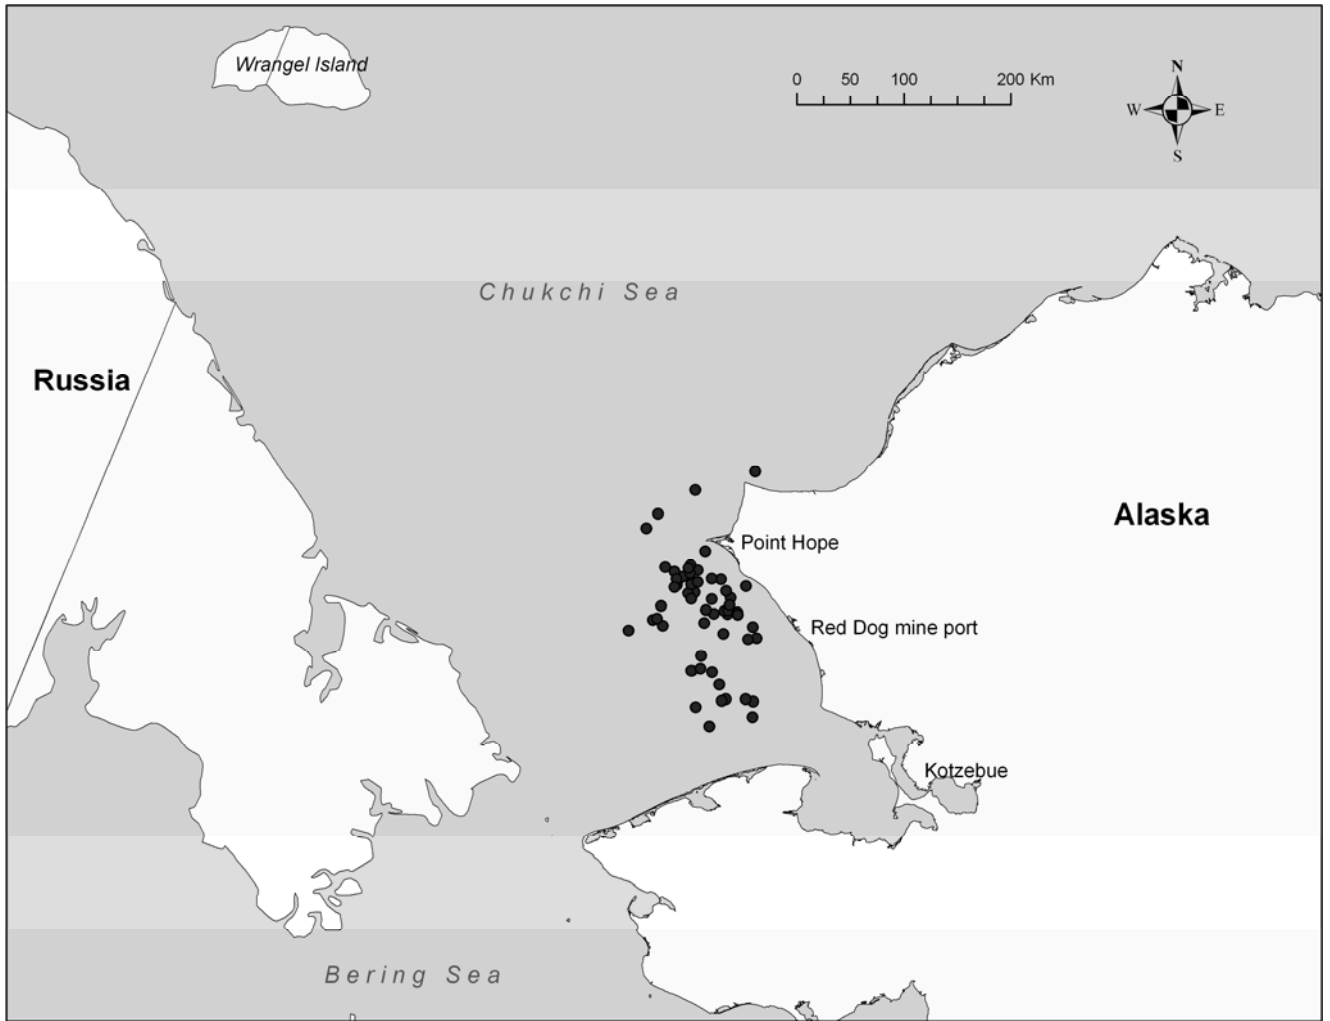 Wrangel Island
0 50 100 200 Km
N
W E
S
Chukchi Sea
Russia
Alaska
Point Hope
Red Dog mine port
Kotzebue
Bering Sea